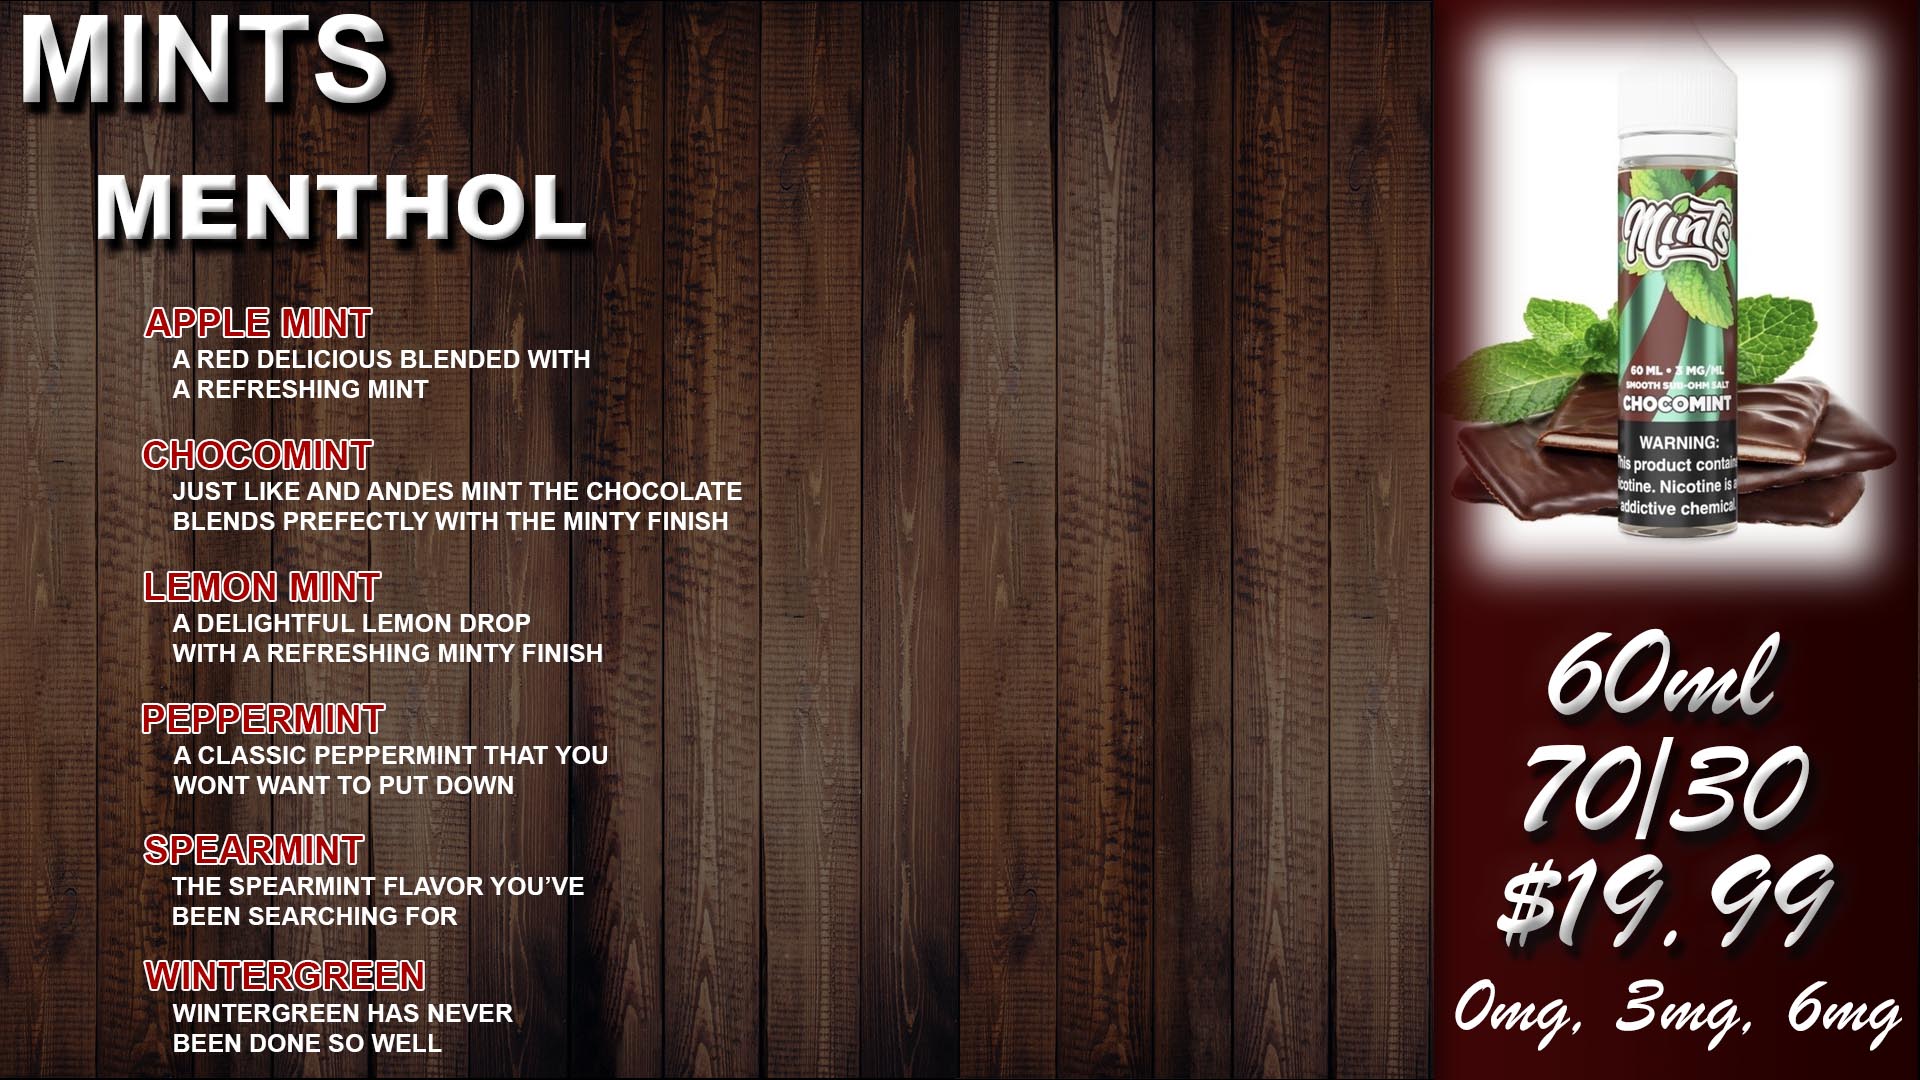 MINTS
MENTHOL
APPLE MINT
A RED DELICIOUS BLENDED WITH
A REFRESHING MINT
CHOCOMINT
JUST LIKE AND ANDES MINT THE CHOCOLATE
BLENDS PREFECTLY WITH THE MINTY FINISH
LEMON MINT
A DELIGHTFUL LEMON DROP
WITH A REFRESHING MINTY FINISH
PEPPERMINT
A CLASSIC PEPPERMINT THAT YOU
WONT WANT TO PUT DOWN
SPEARMINT
THE SPEARMINT FLAVOR YOU'VE
BEEN SEARCHING FOR
WINTERGREEN
WINTERGREEN HAS NEVER
BEEN DONE SO WELL
Mints
60 ML • 3 MG/ML
SMOOTH SUB-OHM SALT
CHOCOMINT
WARNING:
This product contain
icotine. Nicotine is a
addictive chemical.
60ml
70|30
$19.99
0mg, 3mg, 6mg